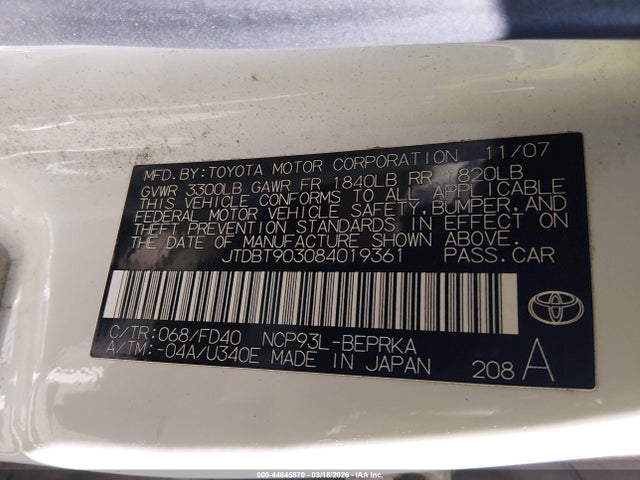 MFD.BY:TOYOTA MOTOR CORPORATION 11/07
GVWR 3300LB GAWR FR 1840LB RR 1820LB
THIS VEHICLE CONFORMS TO ALL APPLICABLE
FEDERAL MOTOR VEHICLE SAFETY, BUMPER, AND
THEFT PREVENTION STANDARDS IN EFFECT ON
THE DATE OF MANUFACTURE SHOWN ABOVE.
JTDBT903084019361 PASS.CAR
C/TR:068/FD40 NCP93L-BEPRKA
A/TM:-04A/U340E MADE IN JAPAN
208 A
000-44645870 - 03/18/2026 - IAA Inc.